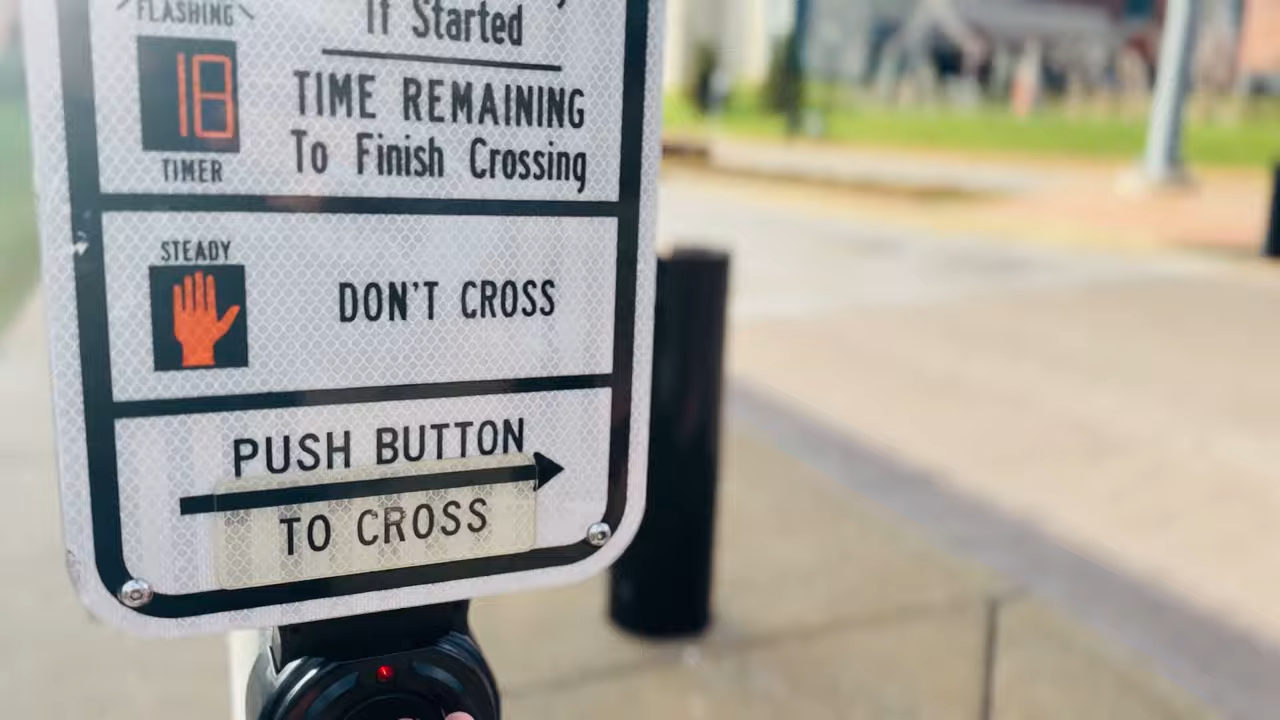 FLASHING
If Started
18
TIME REMAINING
To Finish Crossing
TIMER
STEADY
DON'T CROSS
PUSH BUTTON
TO CROSS